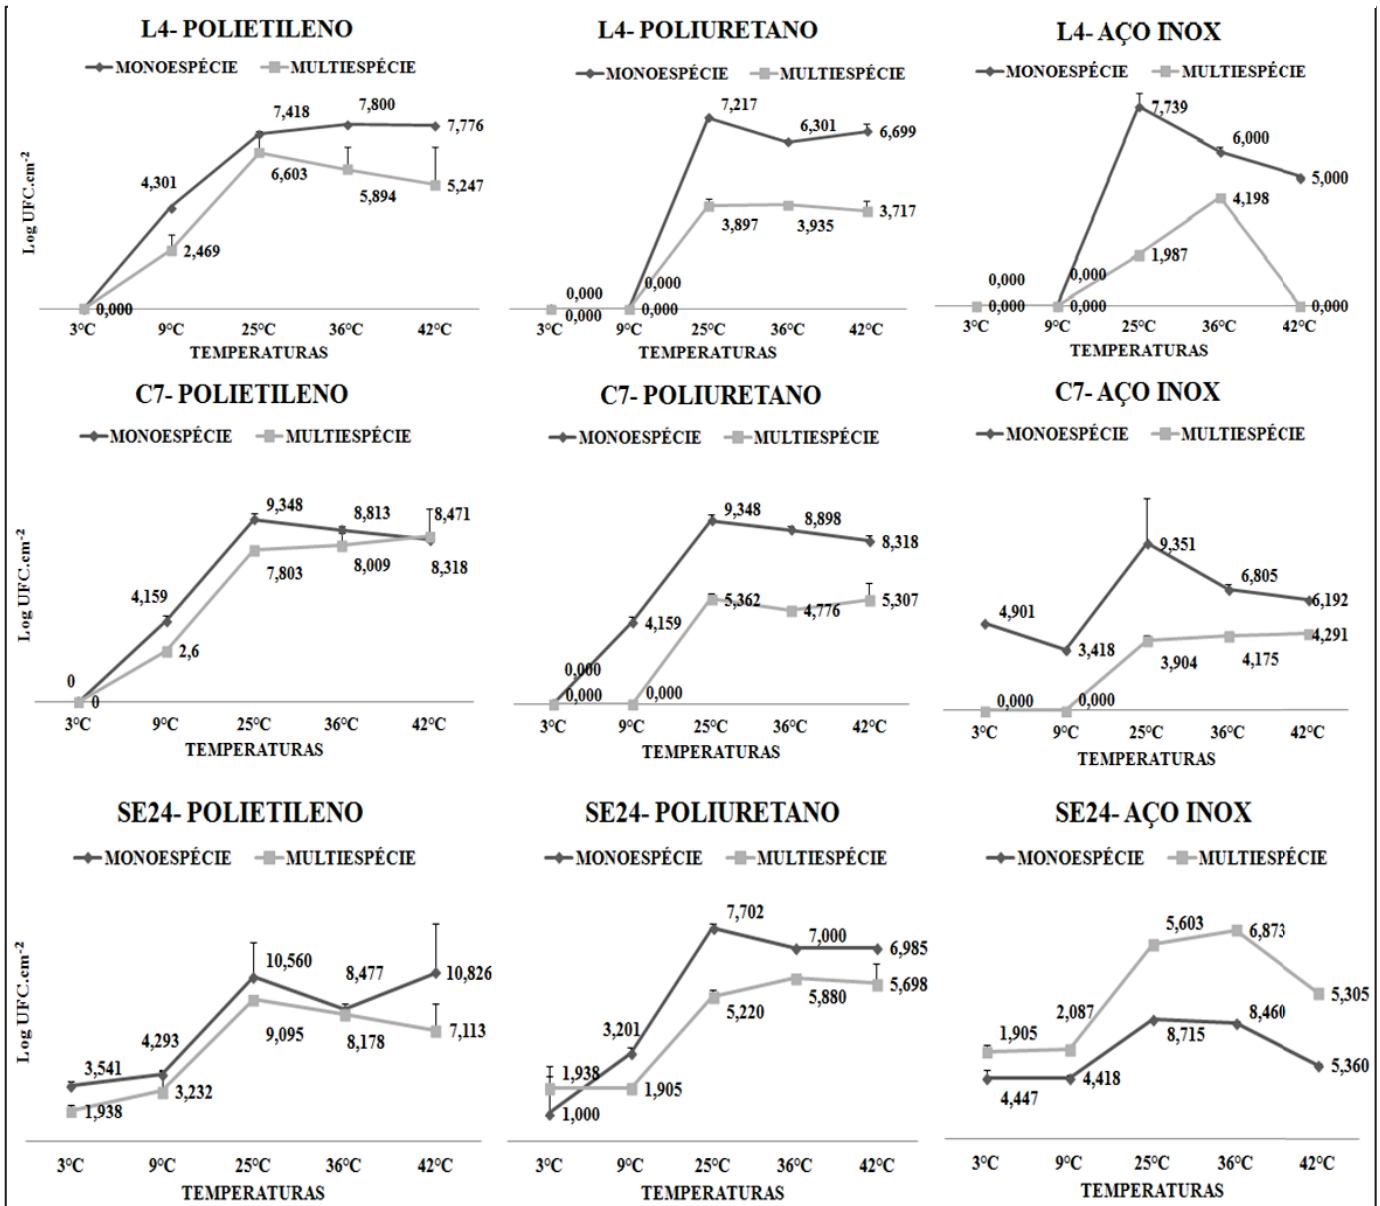 L4- POLIETILENO
MONOESPÉCIE MULTIESPÉCIE
7,418 7,800 7,776
4,301
6,603 5,894 5,247
2,469
0,000
Log UFC.cm-2
3ºC 9ºC 25ºC 36ºC 42ºC
TEMPERATURAS
L4- POLIURETANO
MONOESPÉCIE MULTIESPÉCIE
7,217 6,301 6,699
3,897 3,935 3,717
0,000 0,000
0,000 0,000
3ºC 9ºC 25ºC 36ºC 42ºC
TEMPERATURAS
L4- AÇO INOX
MONOESPÉCIE MULTIESPÉCIE
7,739 6,000 5,000
4,198
1,987
0,000 0,000
0,000 0,000 0,000
3ºC 9ºC 25ºC 36ºC 42ºC
TEMPERATURAS
C7- POLIETILENO
MONOESPÉCIE MULTIESPÉCIE
9,348 8,813 8,471
7,803 8,009 8,318
4,159
2,6
0
0
Log UFC.cm-2
3ºC 9ºC 25ºC 36ºC 42ºC
TEMPERATURAS
C7- POLIURETANO
MONOESPÉCIE MULTIESPÉCIE
9,348 8,898 8,318
4,159 5,362 4,776 5,307
0,000
0,000 0,000
3ºC 9ºC 25ºC 36ºC 42ºC
TEMPERATURAS
C7- AÇO INOX
MONOESPÉCIE MULTIESPÉCIE
9,351 6,805 6,192
4,901 3,418
3,904 4,175 4,291
0,000 0,000
3ºC 9ºC 25ºC 36ºC 42ºC
TEMPERATURAS
SE24- POLIETILENO
MONOESPÉCIE MULTIESPÉCIE
10,560 8,477 10,826
3,541 4,293
9,095 8,178 7,113
1,938 3,232
Log UFC.cm-2
3ºC 9ºC 25ºC 36ºC 42ºC
TEMPERATURAS
SE24- POLIURETANO
MONOESPÉCIE MULTIESPÉCIE
7,702 7,000 6,985
3,201
5,220 5,880 5,698
1,938 1,905
1,000
3ºC 9ºC 25ºC 36ºC 42ºC
TEMPERATURAS
SE24- AÇO INOX
MONOESPÉCIE MULTIESPÉCIE
5,603 6,873 5,305
1,905 2,087
8,715 8,460 5,360
4,447 4,418
3ºC 9ºC 25ºC 36ºC 42ºC
TEMPERATURAS